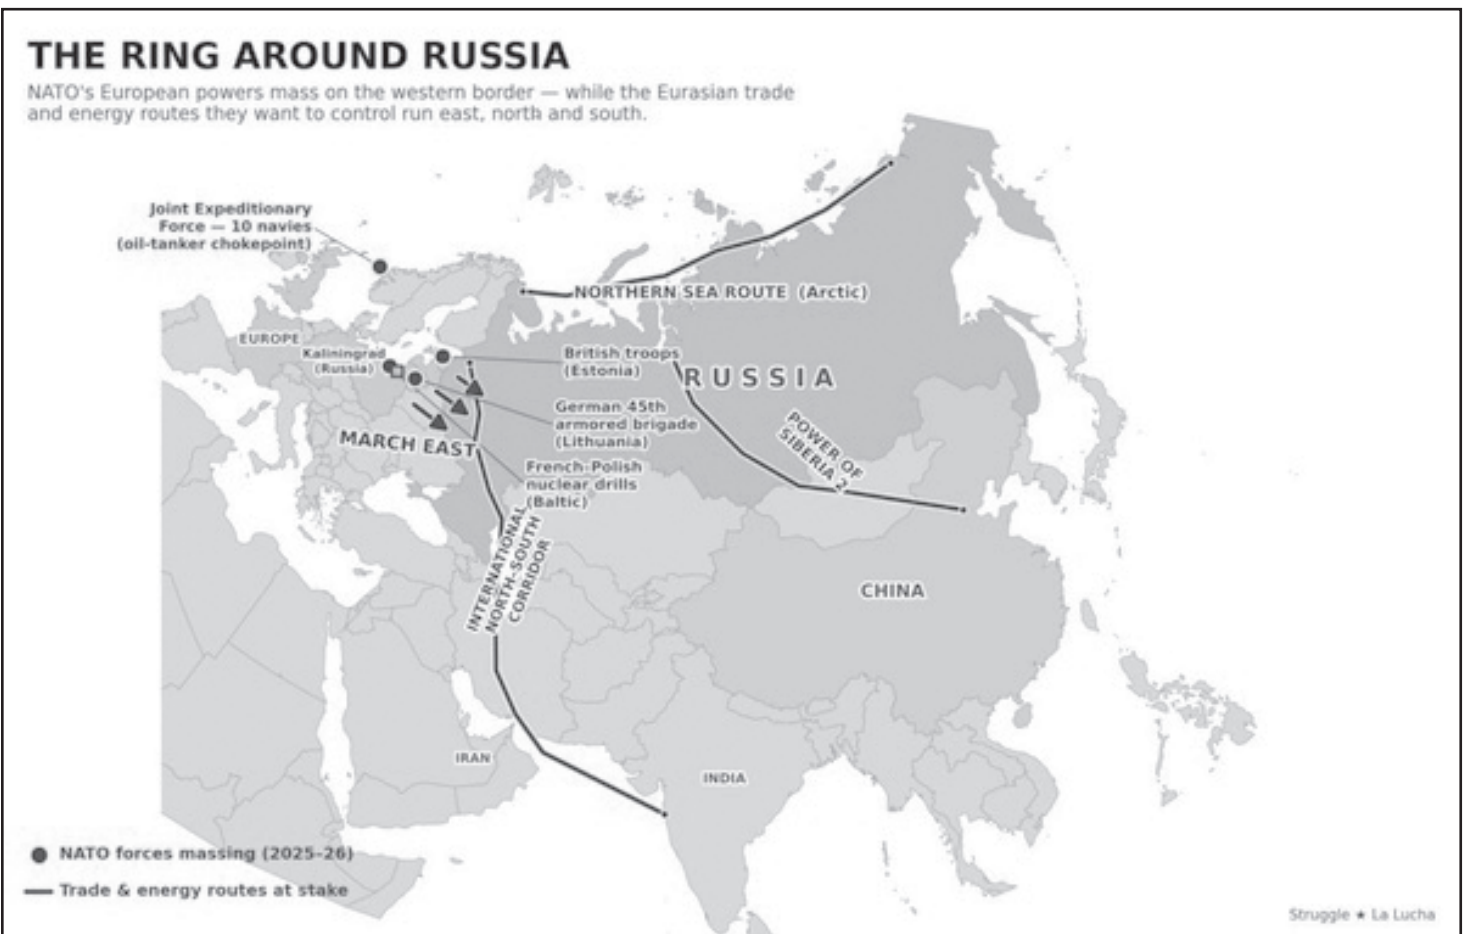 THE RING AROUND RUSSIA
NATO's European powers mass on the western border — while the Eurasian trade
and energy routes they want to control run east, north and south.
Joint Expeditionary
Force — 10 navies
(oil-tanker chokepoint)
NORTHERN SEA ROUTE (Arctic)
EUROPE
Kaliningrad
(Russia)
British troops
(Estonia)
RUSSIA
German 45th
armored brigade
(Lithuania)
MARCH EAST
POWER OF
SIBERIA 2
French-Polish
nuclear drills
(Baltic)
INTERNATIONAL
NORTH-SOUTH
CORRIDOR
CHINA
IRAN
INDIA
NATO forces massing (2025–26)
Trade & energy routes at stake
Struggle ★ La Lucha